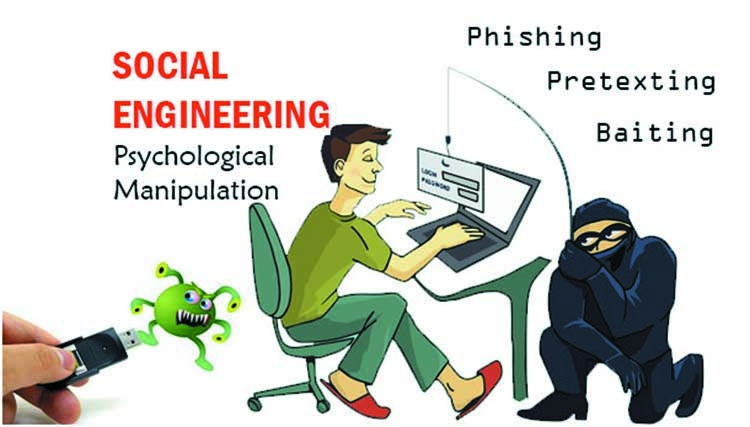 SOCIAL
ENGINEERING
Psychological
Manipulation
Phishing
Pretexting
Baiting
LOGIN
PASSWORD